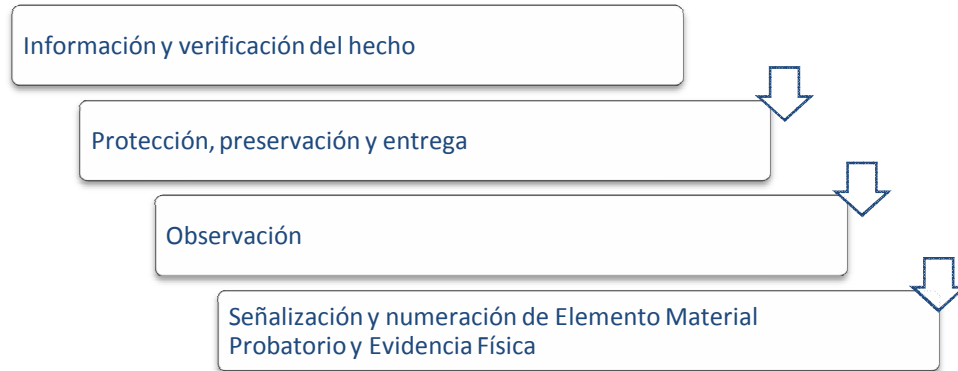 Información y verificación del hecho
Protección, preservación y entrega
Observación
Señalización y numeración de Elemento Material
Probatorio y Evidencia Física